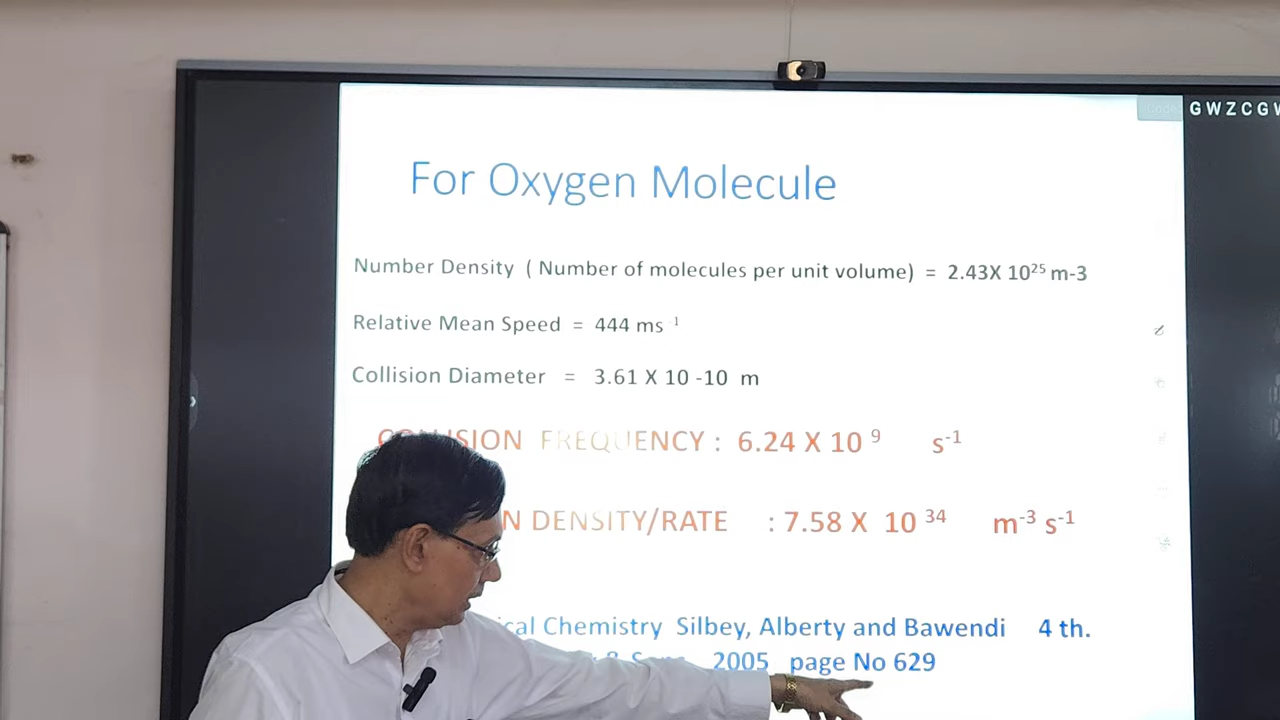 GWZCGW
For Oxygen Molecule
Number Density ( Number of molecules per unit volume) = 2.43X 10²⁵ m-3
Relative Mean Speed = 444 ms ¹
Collision Diameter = 3.61 X 10 -10 m
COLLISION FREQUENCY : 6.24 X 10 ⁹ s⁻¹
N DENSITY/RATE : 7.58 X 10 ³⁴ m⁻³ s⁻¹
ical Chemistry Silbey, Alberty and Bawendi 4 th.
& Sons 2005 page No 629